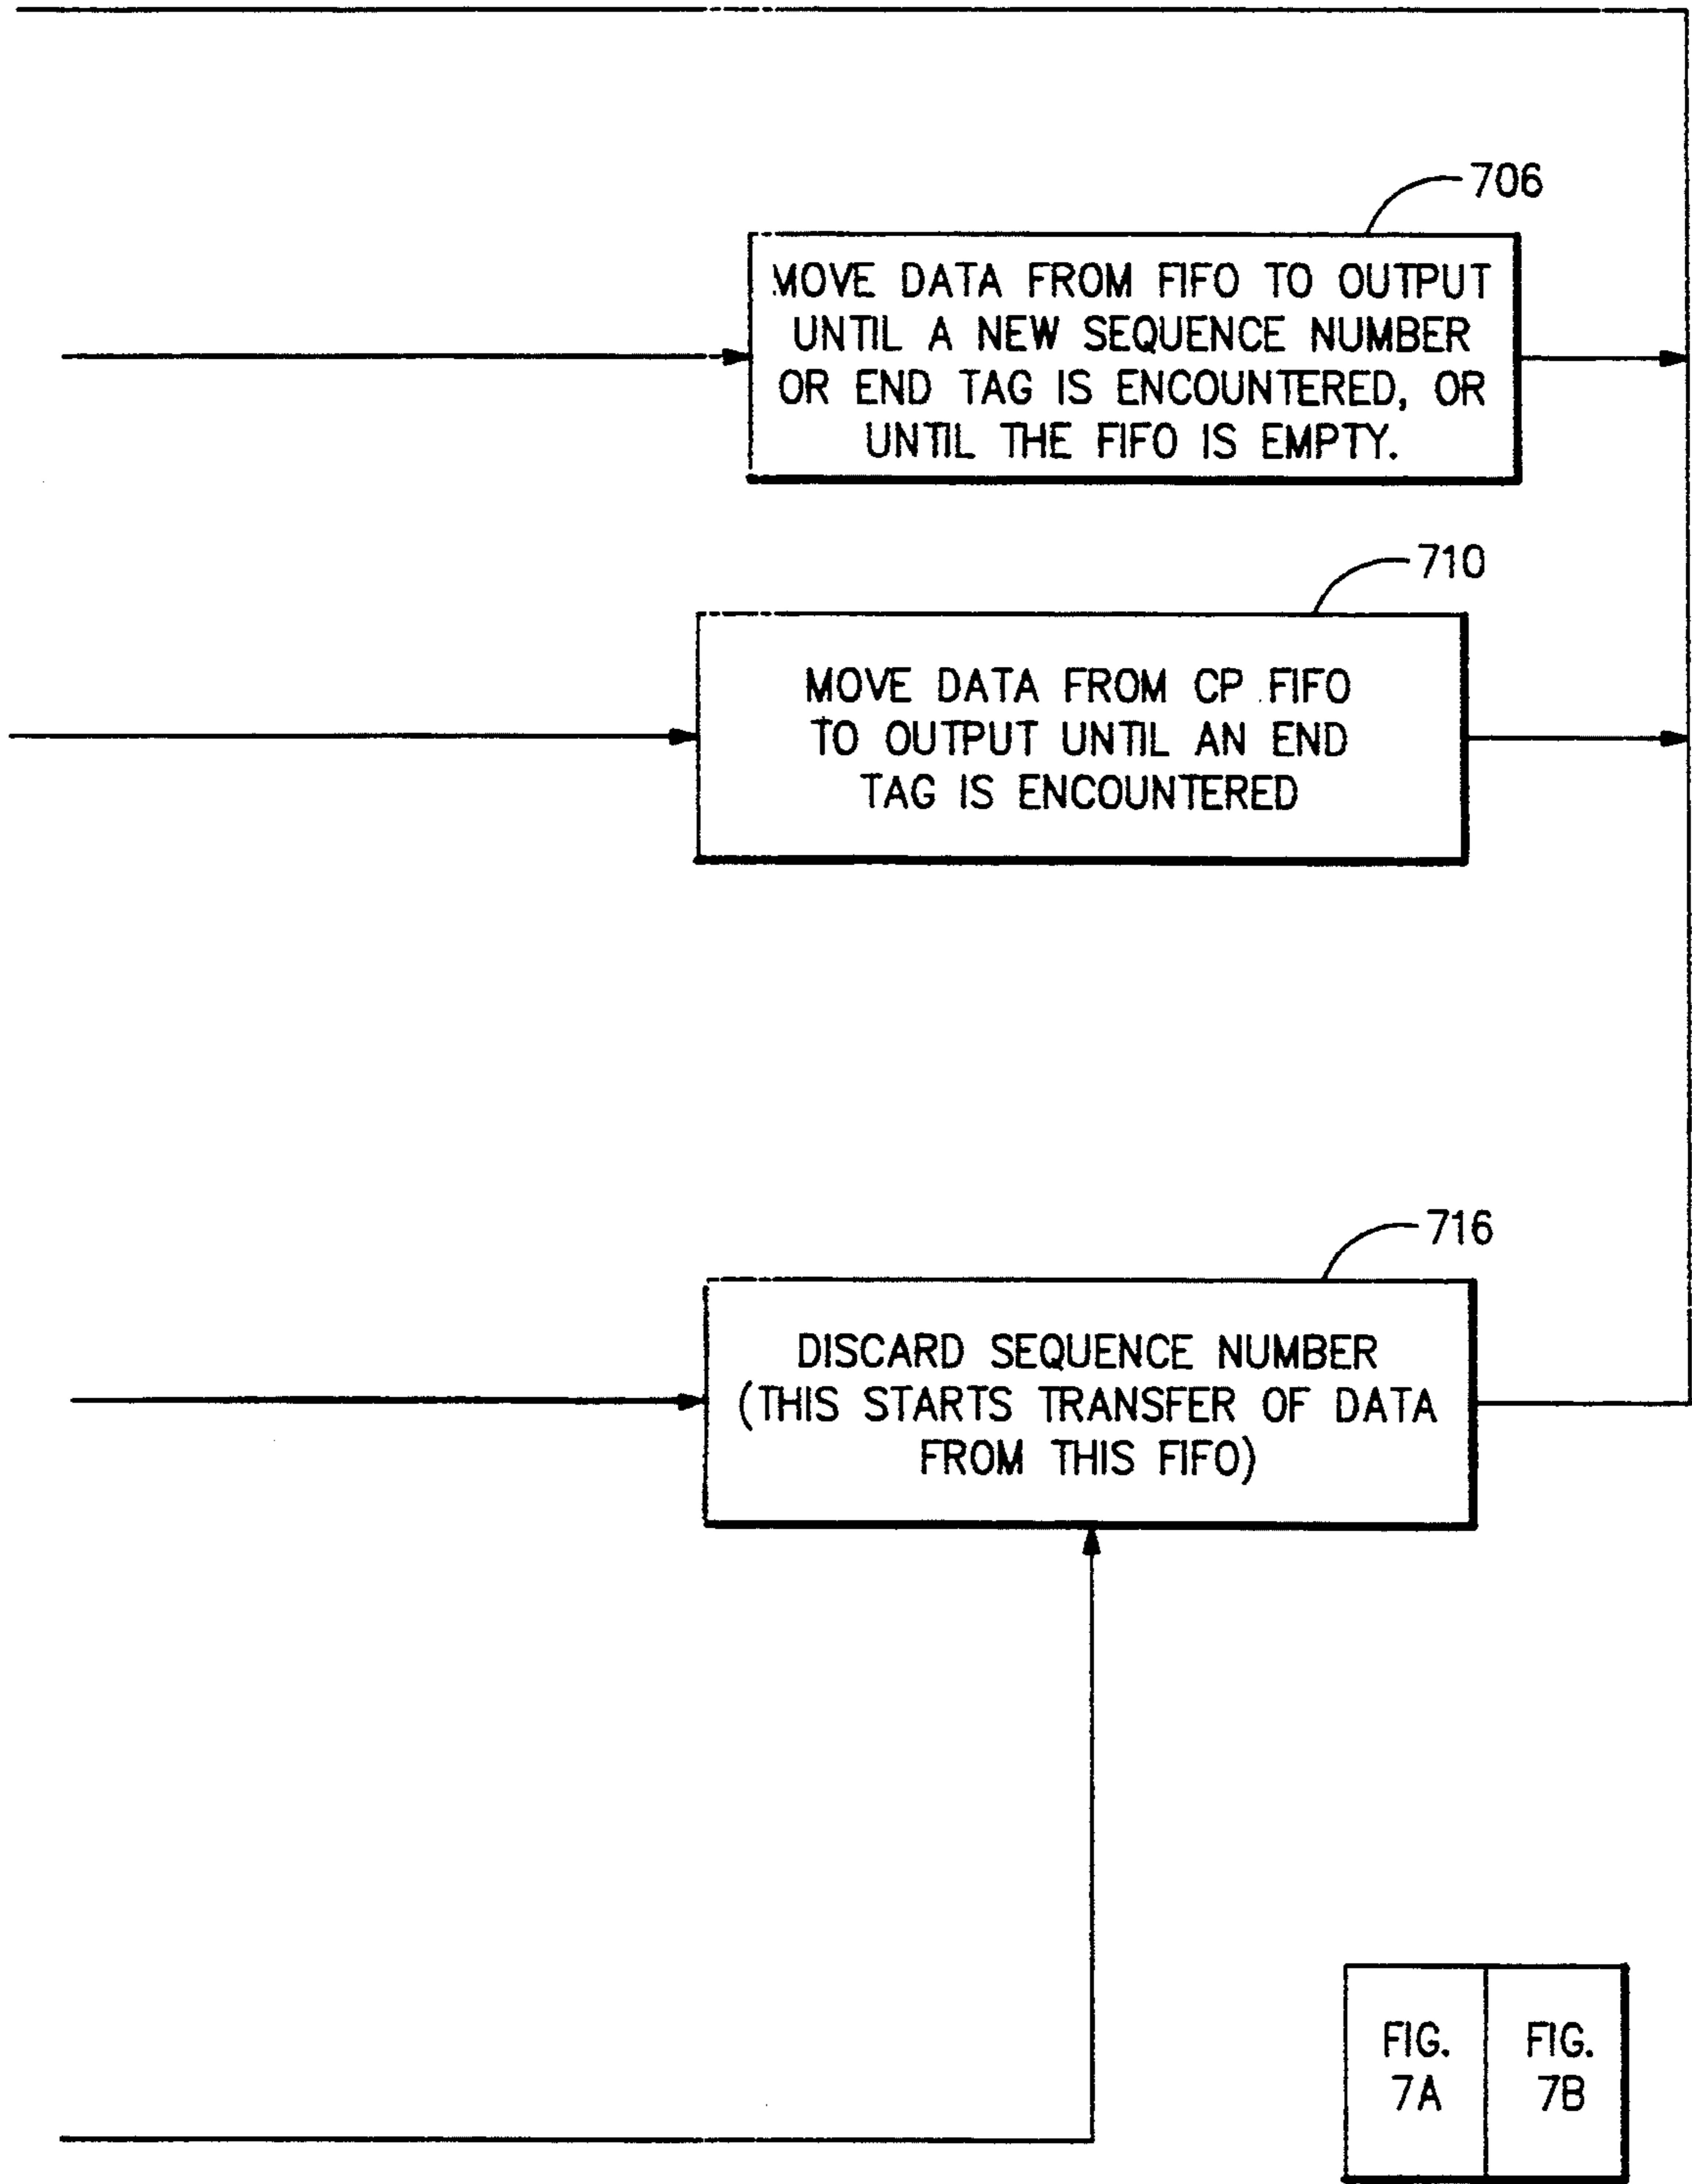 706
MOVE DATA FROM FIFO TO OUTPUT
UNTIL A NEW SEQUENCE NUMBER
OR END TAG IS ENCOUNTERED, OR
UNTIL THE FIFO IS EMPTY.
710
MOVE DATA FROM CP FIFO
TO OUTPUT UNTIL AN END
TAG IS ENCOUNTERED
716
DISCARD SEQUENCE NUMBER
(THIS STARTS TRANSFER OF DATA
FROM THIS FIFO)
FIG.
7A
FIG.
7B